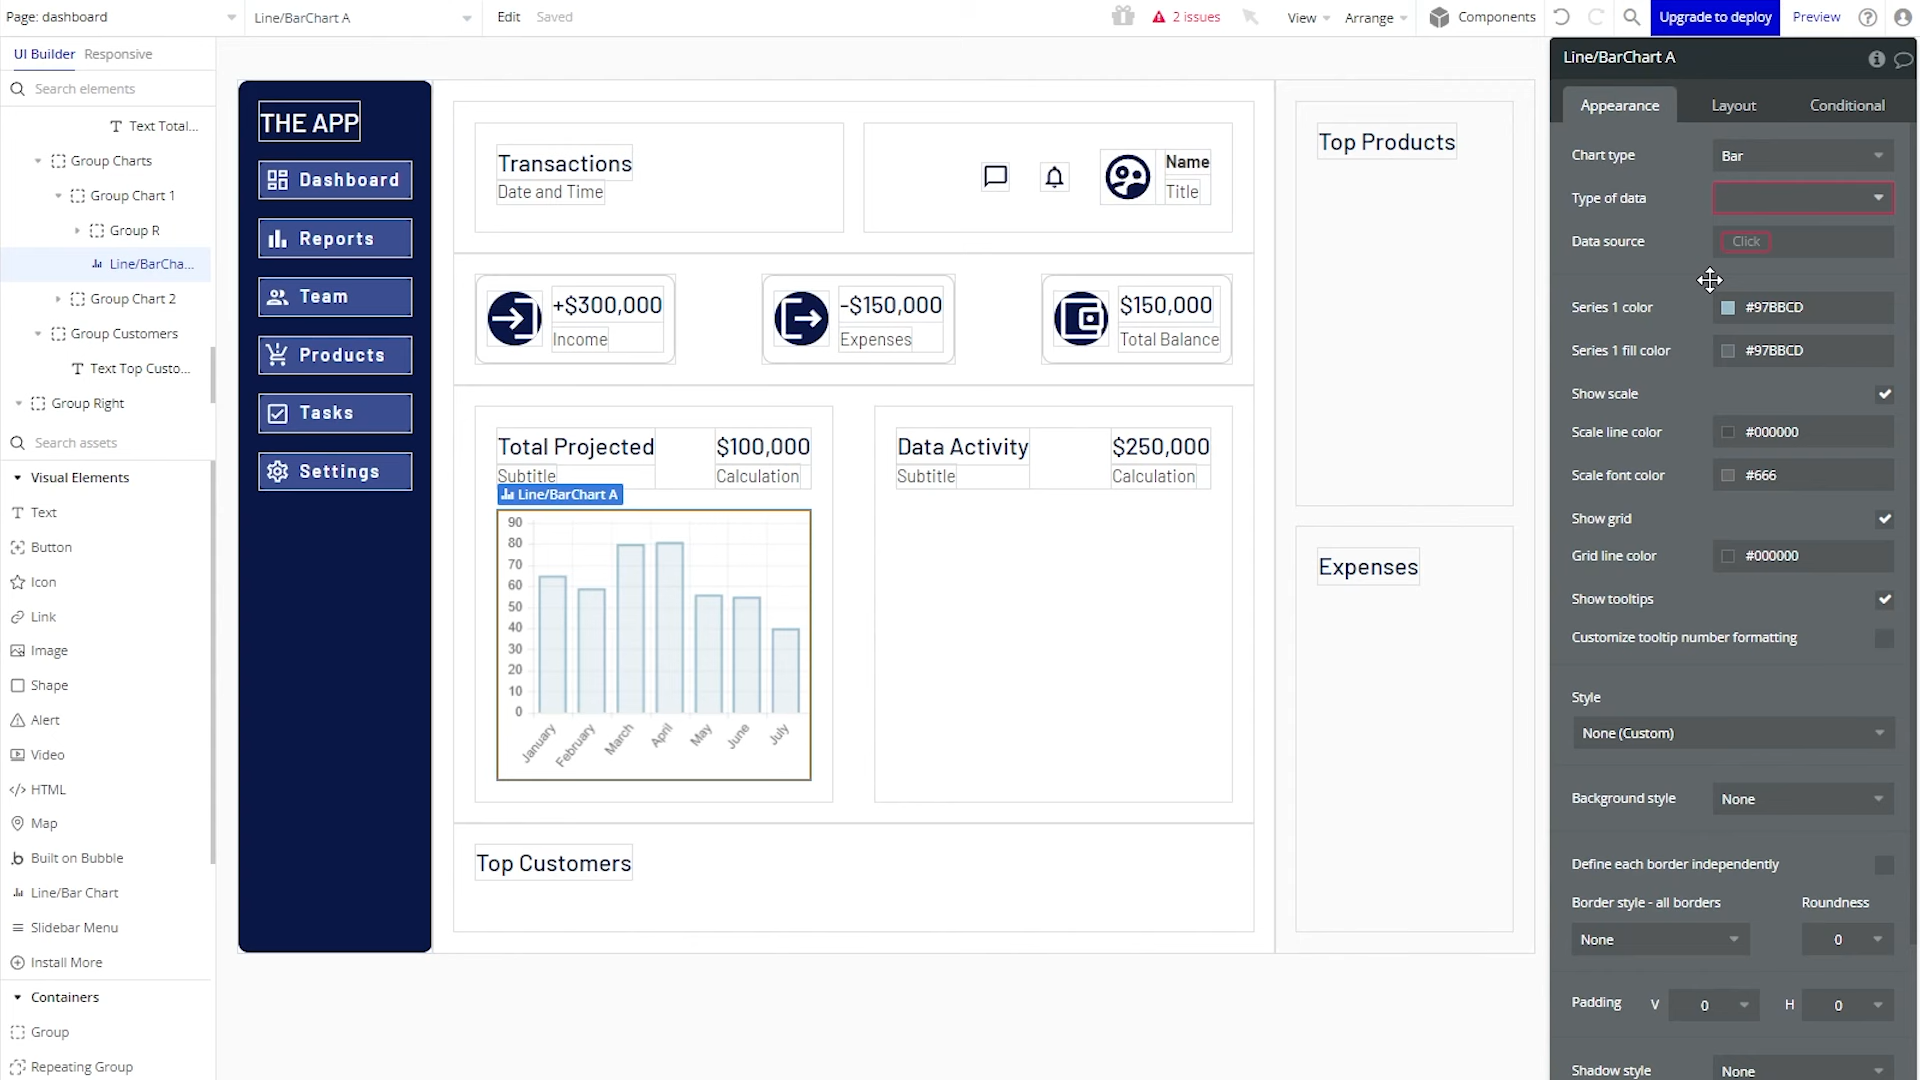 Page: dashboard
Line/BarChart A
Edit
Saved
2 issues
View
Arrange
Components
Upgrade to deploy
Preview
UI Builder
Responsive
Search elements
Text Total...
Group Charts
Group Chart 1
Group R
Line/BarCha...
Group Chart 2
Group Customers
Text Top Custo...
Group Right
Search assets
Visual Elements
Text
Button
Icon
Link
Image
Shape
Alert
Video
HTML
Map
Built on Bubble
Line/Bar Chart
Slidebar Menu
Install More
Containers
Group
Repeating Group
THE APP
Dashboard
Reports
Team
Products
Tasks
Settings
Transactions
Date and Time
Name
Title
+$300,000
Income
-$150,000
Expenses
$150,000
Total Balance
Total Projected
$100,000
Subtitle
Calculation
Line/BarChart A
90
80
70
60
50
40
30
20
10
0
January
February
March
April
May
June
July
Data Activity
$250,000
Subtitle
Calculation
Top Customers
Top Products
Expenses
Line/BarChart A
Appearance
Layout
Conditional
Chart type
Bar
Type of data
Data source
Click
Series 1 color
#97BBCD
Series 1 fill color
#97BBCD
Show scale
Scale line color
#000000
Scale font color
#666
Show grid
Grid line color
#000000
Show tooltips
Customize tooltip number formatting
Style
None (Custom)
Background style
None
Define each border independently
Border style - all borders
Roundness
None
0
Padding
V
0
H
0
Shadow style
None